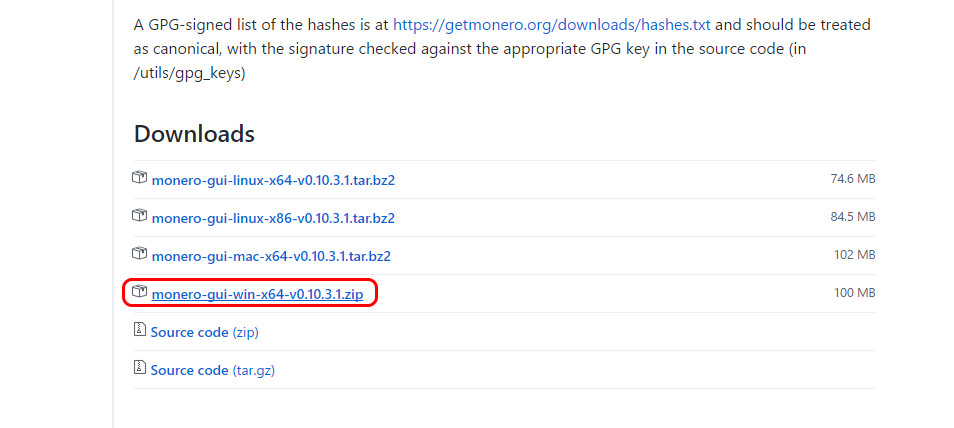 A GPG-signed list of the hashes is at https://getmonero.org/downloads/hashes.txt and should be treated
as canonical, with the signature checked against the appropriate GPG key in the source code (in
/utils/gpg_keys)
Downloads
monero-gui-linux-x64-v0.10.3.1.tar.bz2 74.6 MB
monero-gui-linux-x86-v0.10.3.1.tar.bz2 84.5 MB
monero-gui-mac-x64-v0.10.3.1.tar.bz2 102 MB
monero-gui-win-x64-v0.10.3.1.zip 100 MB
Source code (zip)
Source code (tar.gz)